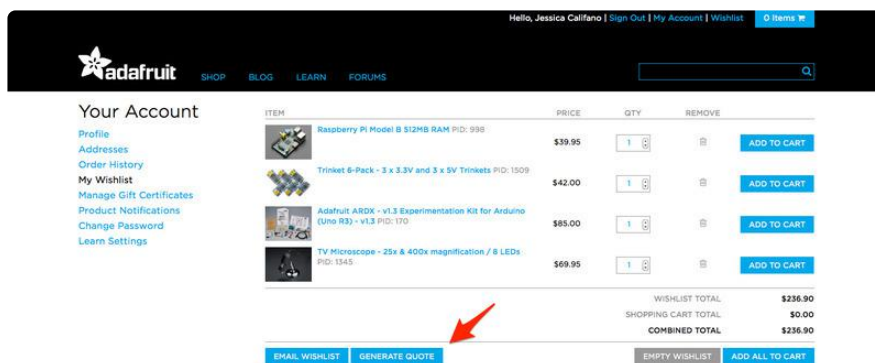 Hello, Jessica Califano | Sign Out | My Account | Wishlist 0 Items
adafruit SHOP BLOG LEARN FORUMS
Your Account
Profile
Addresses
Order History
My Wishlist
Manage Gift Certificates
Product Notifications
Change Password
Learn Settings
ITEM PRICE QTY REMOVE
Raspberry Pi Model B 512MB RAM PID: 998
$39.95 1 ADD TO CART
Trinket 6-Pack - 3 x 3.3V and 3 x 5V Trinkets PID: 1509
$42.00 1 ADD TO CART
Adafruit ARDX - v1.3 Experimentation Kit for Arduino
(Uno R3) - v1.3 PID: 170
$85.00 1 ADD TO CART
TV Microscope - 25x & 400x magnification / 8 LEDs
PID: 1345
$69.95 1 ADD TO CART
WISHLIST TOTAL $236.90
SHOPPING CART TOTAL $0.00
COMBINED TOTAL $236.90
EMAIL WISHLIST GENERATE QUOTE EMPTY WISHLIST ADD ALL TO CART